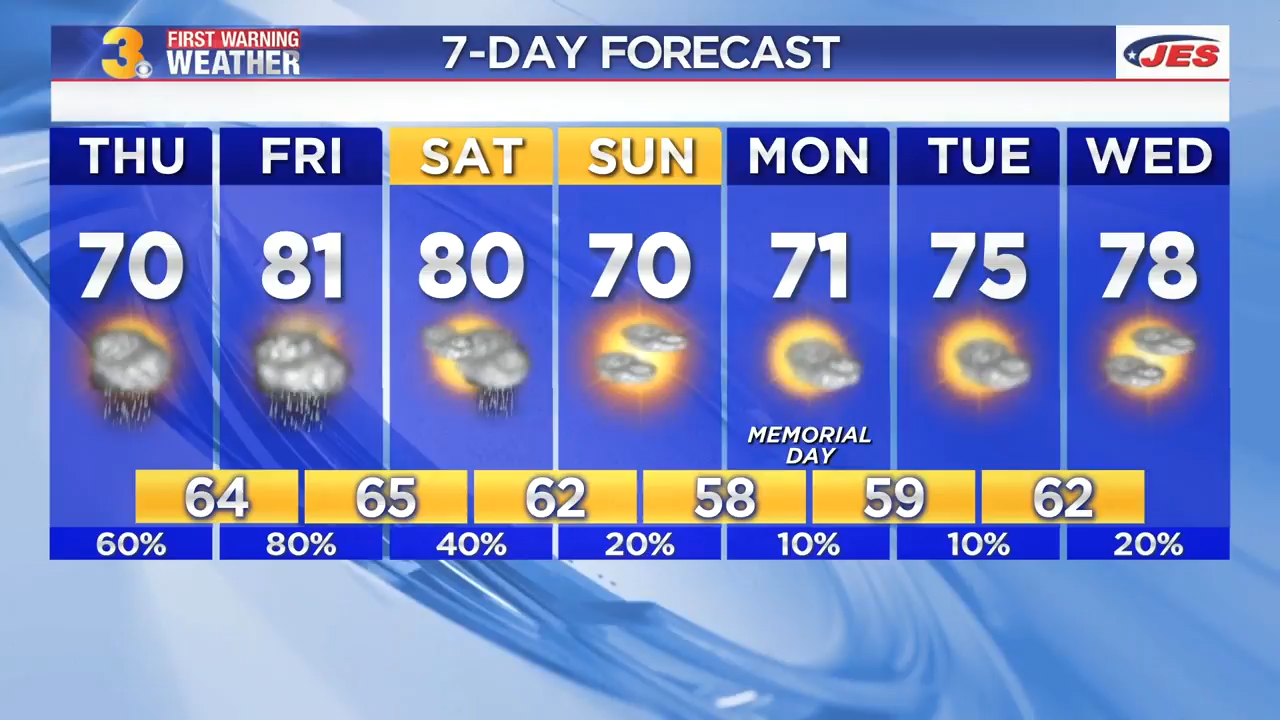 3 FIRST WARNING WEATHER
7-DAY FORECAST
JES
THU FRI SAT SUN MON TUE WED
70 81 80 70 71 75 78
MEMORIAL
DAY
64 65 62 58 59 62
60% 80% 40% 20% 10% 10% 20%